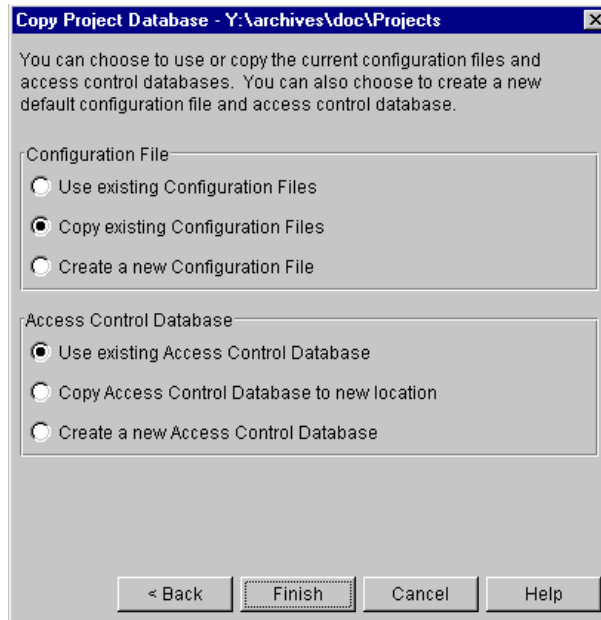 Copy Project Database - Y:\archives\doc\Projects
You can choose to use or copy the current configuration files and
access control databases.  You can also choose to create a new
default configuration file and access control database.
Configuration File
Use existing Configuration Files
Copy existing Configuration Files
Create a new Configuration File
Access Control Database
Use existing Access Control Database
Copy Access Control Database to new location
Create a new Access Control Database
< Back Finish Cancel Help